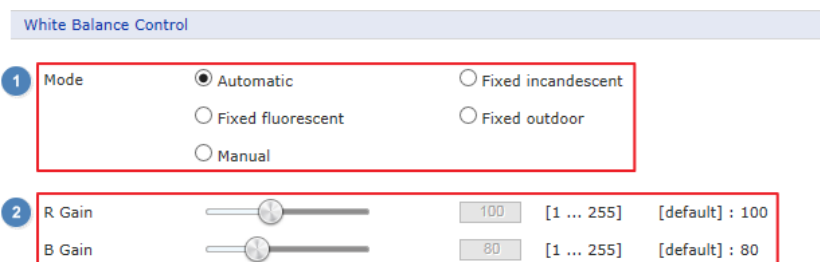 White Balance Control
1 Mode Automatic Fixed incandescent
Fixed fluorescent Fixed outdoor
Manual
2 R Gain 100 [1 ... 255] [default] : 100
B Gain 80 [1 ... 255] [default] : 80